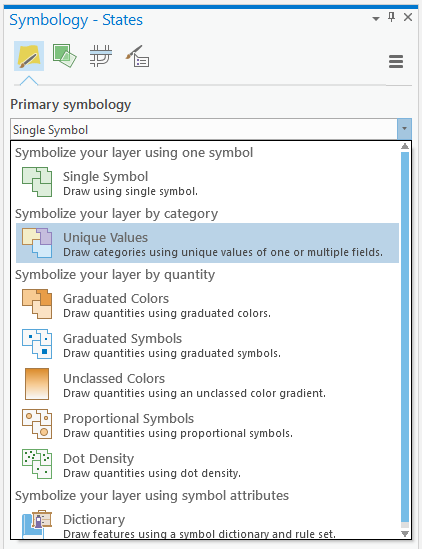 Symbology - States
Primary symbology
Single Symbol
Symbolize your layer using one symbol
Single Symbol
Draw using single symbol.
Symbolize your layer by category
Unique Values
Draw categories using unique values of one or multiple fields.
Symbolize your layer by quantity
Graduated Colors
Draw quantities using graduated colors.
Graduated Symbols
Draw quantities using graduated symbols.
Unclassed Colors
Draw quantities using an unclassed color gradient.
Proportional Symbols
Draw quantities using proportional symbols.
Dot Density
Draw quantities using dot density.
Symbolize your layer using symbol attributes
Dictionary
Draw features using a symbol dictionary and rule set.